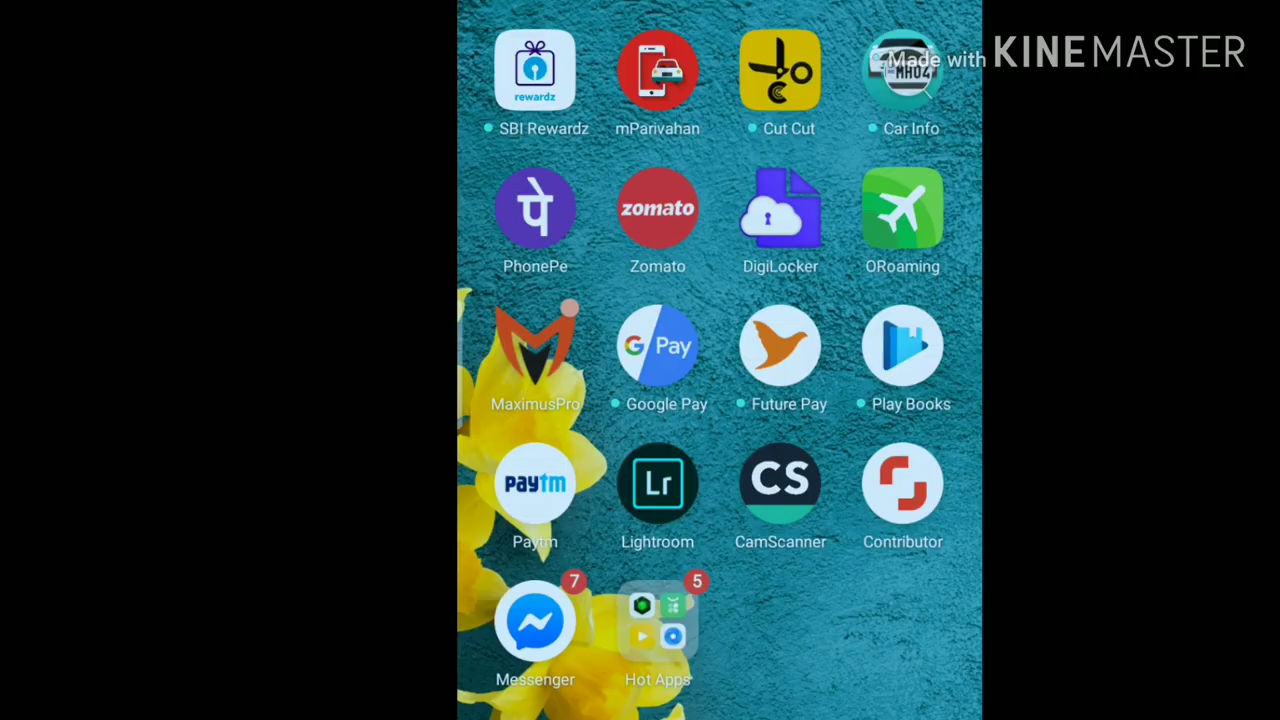 Made with KINEMASTER
rewardz
MH04
SBI Rewardz
mParivahan
Cut Cut
Car Info
पे
zomato
PhonePe
Zomato
DigiLocker
ORoaming
G Pay
MaximusPro
Google Pay
Future Pay
Play Books
paytm
Lr
CS
Paytm
Lightroom
CamScanner
Contributor
7
5
Messenger
Hot Apps